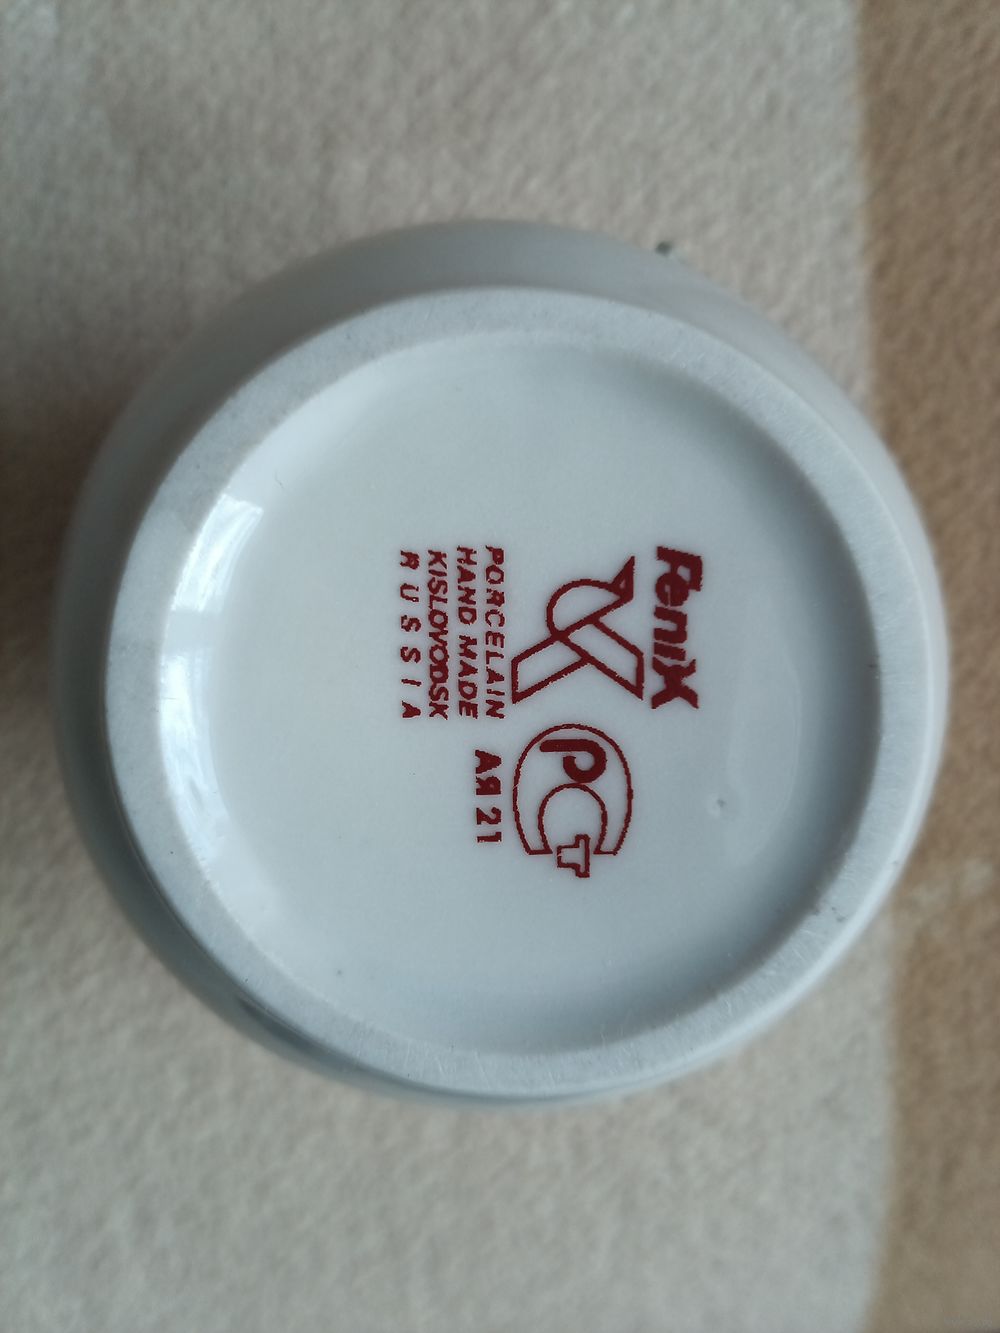 Fenix
РСТ
PORCELAIN
HAND MADE
KISLOVODSK
RUSSIA
АЯ 21